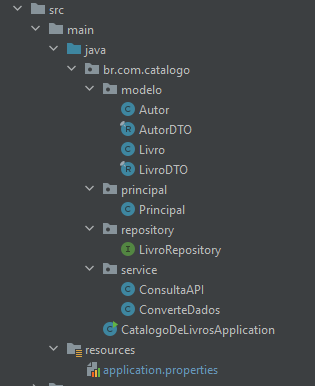 src
main
java
br.com.catalogo
modelo
Autor
AutorDTO
Livro
LivroDTO
principal
Principal
repository
LivroRepository
service
ConsultaAPI
ConverteDados
CatalogoDeLivrosApplication
resources
application.properties